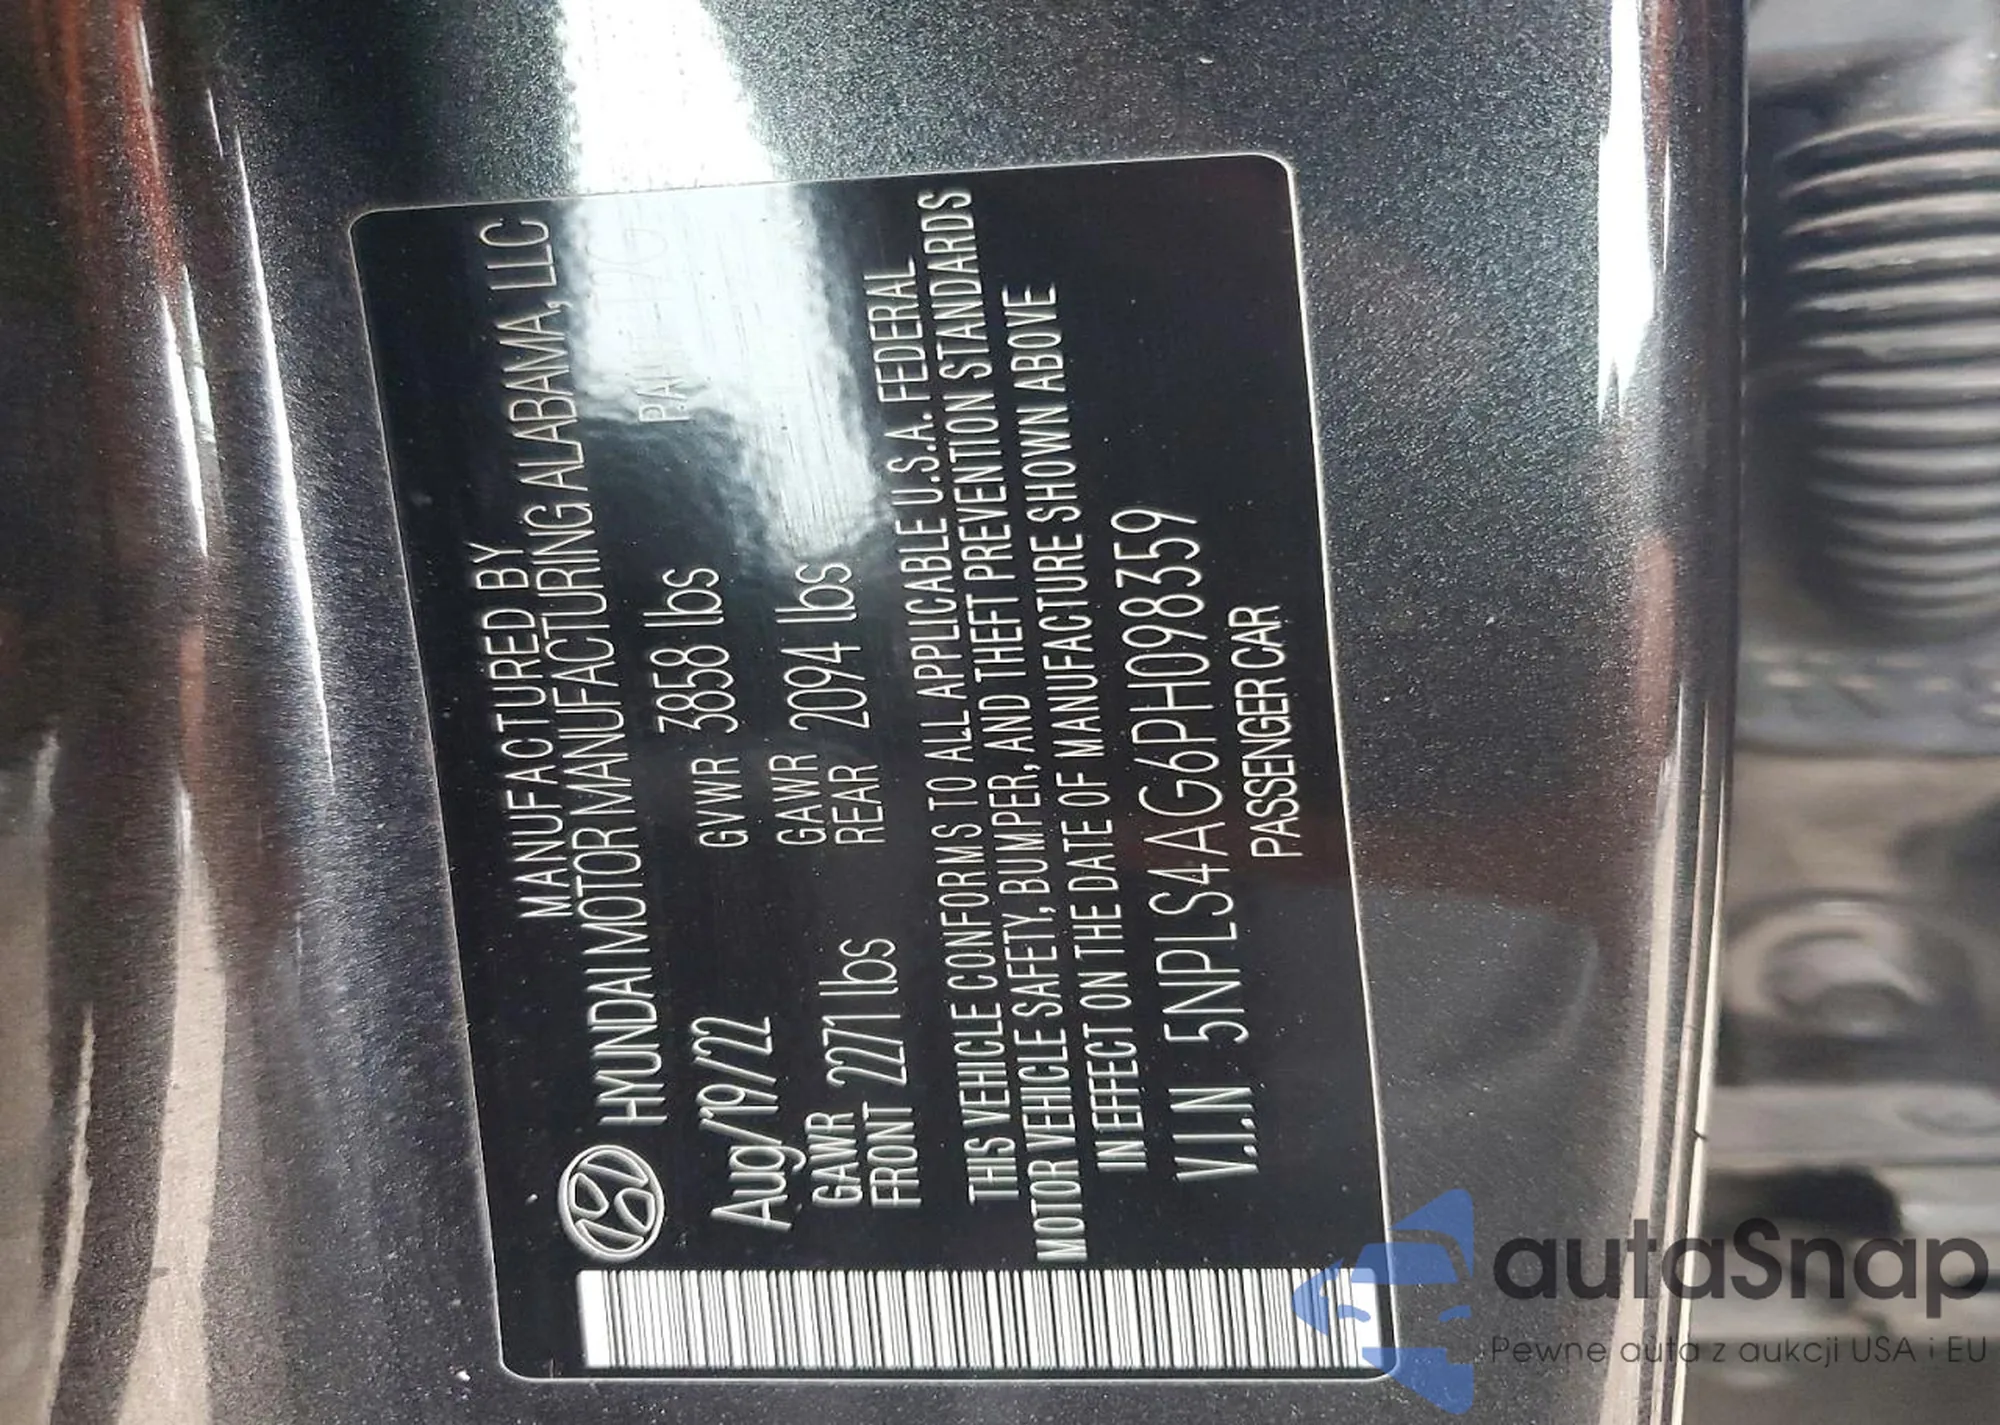 MANUFACTURED BY
HYUNDAI MOTOR MANUFACTURING ALABAMA, LLC
Aug/19/22 GVWR 3858 lbs
GAWR GAWR
FRONT 2271 lbs REAR 2094 lbs
THIS VEHICLE CONFORMS TO ALL APPLICABLE U.S.A. FEDERAL
MOTOR VEHICLE SAFETY, BUMPER, AND THEFT PREVENTION STANDARDS
IN EFFECT ON THE DATE OF MANUFACTURE SHOWN ABOVE
V.I.N 5NPLS4AG6PH098359
PASSENGER CAR
autoSnap
Pewne auta z aukcji USA i EU